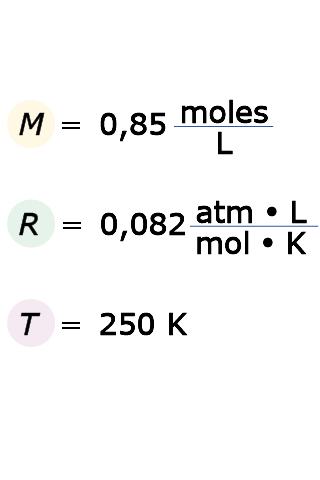 M = 0,85 moles
L
R = 0,082 atm • L
mol • K
T = 250 K